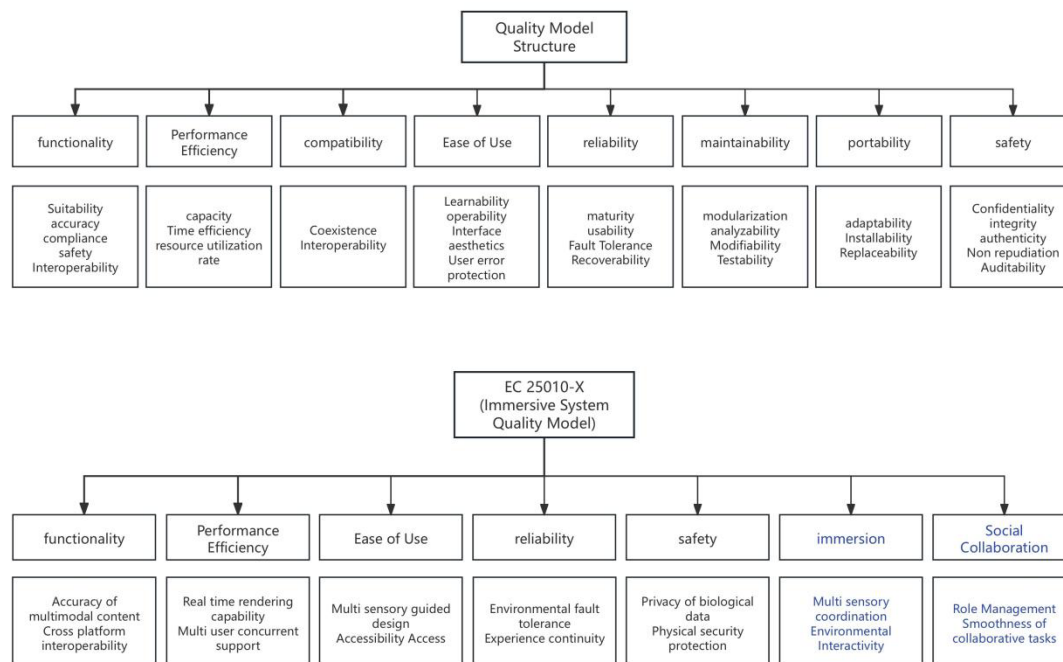 Quality Model
Structure
functionality
Performance
Efficiency
compatibility
Ease of Use
reliability
maintainability
portability
safety
Suitability
accuracy
compliance
safety
Interoperability
capacity
Time efficiency
resource utilization
rate
Coexistence
Interoperability
Learnability
operability
Interface
aesthetics
User error
protection
maturity
usability
Fault Tolerance
Recoverability
modularization
analyzability
Modifiability
Testability
adaptability
Installability
Replaceability
Confidentiality
integrity
authenticity
Non repudiation
Auditability
EC 25010-X
(Immersive System
Quality Model)
functionality
Performance
Efficiency
Ease of Use
reliability
safety
immersion
Social
Collaboration
Accuracy of
multimodal content
Cross platform
interoperability
Real time rendering
capability
Multi user concurrent
support
Multi sensory guided
design
Accessibility Access
Environmental fault
tolerance
Experience continuity
Privacy of biological
data
Physical security
protection
Multi sensory
coordination
Environmental
Interactivity
Role Management
Smoothness of
collaborative tasks